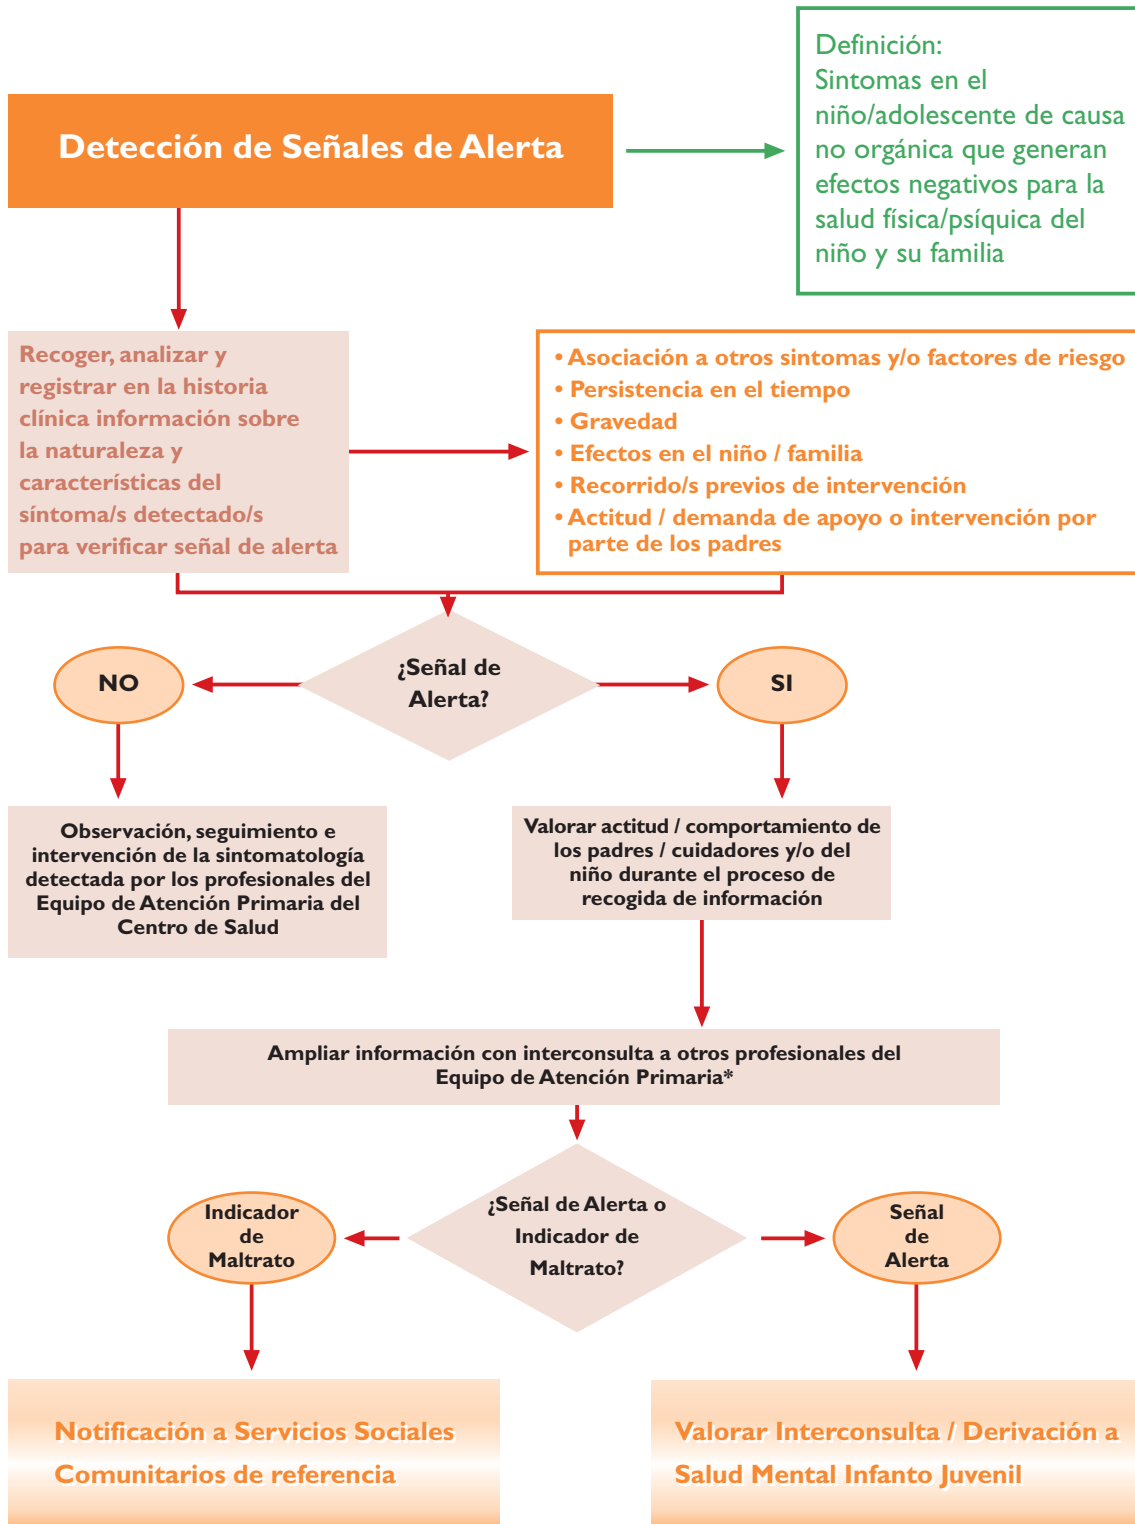 Definición:
Sintomas en el
niño/adolescente de causa
no orgánica que generan
efectos negativos para la
salud física/psíquica del
niño y su familia
Detección de Señales de Alerta
Recoger, analizar y
registrar en la historia
clínica información sobre
la naturaleza y
características del
síntoma/s detectado/s
para verificar señal de alerta
• Asociación a otros sintomas y/o factores de riesgo
• Persistencia en el tiempo
• Gravedad
• Efectos en el niño / familia
• Recorrido/s previos de intervención
• Actitud / demanda de apoyo o intervención por
parte de los padres
¿Señal de
Alerta?
NO
SI
Observación, seguimiento e
intervención de la sintomatología
detectada por los profesionales del
Equipo de Atención Primaria del
Centro de Salud
Valorar actitud / comportamiento de
los padres / cuidadores y/o del
niño durante el proceso de
recogida de información
Ampliar información con interconsulta a otros profesionales del
Equipo de Atención Primaria*
¿Señal de Alerta o
Indicador de
Maltrato?
Indicador
de
Maltrato
Señal
de
Alerta
Notificación a Servicios Sociales
Comunitarios de referencia
Valorar Interconsulta / Derivación a
Salud Mental Infanto Juvenil